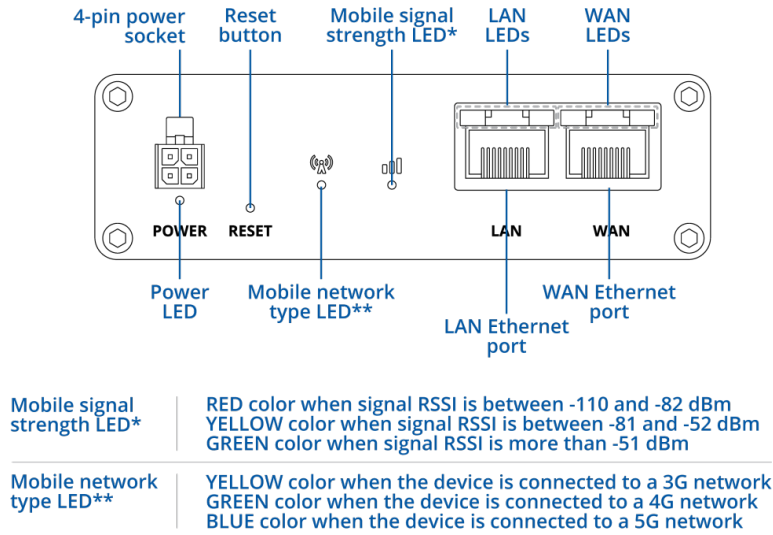 4-pin power
socket
Reset
button
Mobile signal
strength LED*
LAN
LEDs
WAN
LEDs
POWER
RESET
LAN
WAN
Power
LED
Mobile network
type LED**
LAN Ethernet
port
WAN Ethernet
port
Mobile signal
strength LED*
RED color when signal RSSI is between -110 and -82 dBm
YELLOW color when signal RSSI is between -81 and -52 dBm
GREEN color when signal RSSI is more than -51 dBm
Mobile network
type LED**
YELLOW color when the device is connected to a 3G network
GREEN color when the device is connected to a 4G network
BLUE color when the device is connected to a 5G network